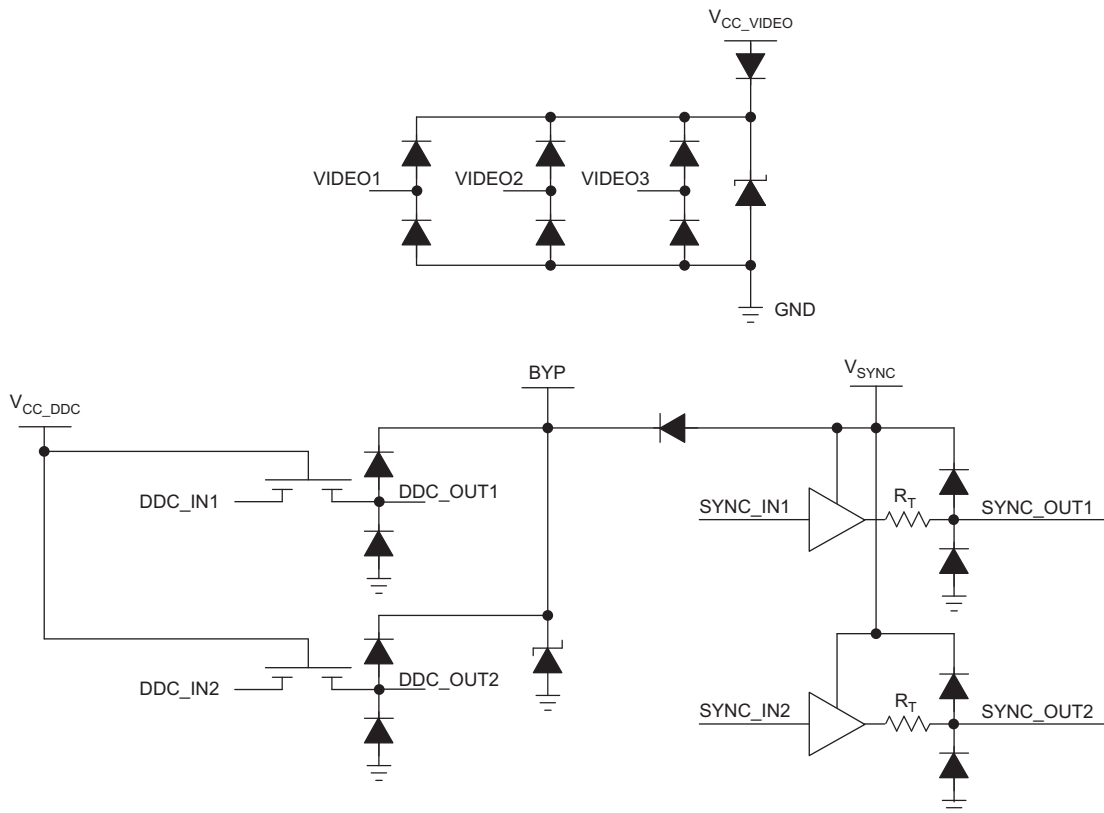 VCC_VIDEO
VIDEO1
VIDEO2
VIDEO3
GND
BYP
VSYNC
VCC_DDC
DDC_IN1
DDC_OUT1
SYNC_IN1
RT
SYNC_OUT1
DDC_IN2
DDC_OUT2
SYNC_IN2
RT
SYNC_OUT2